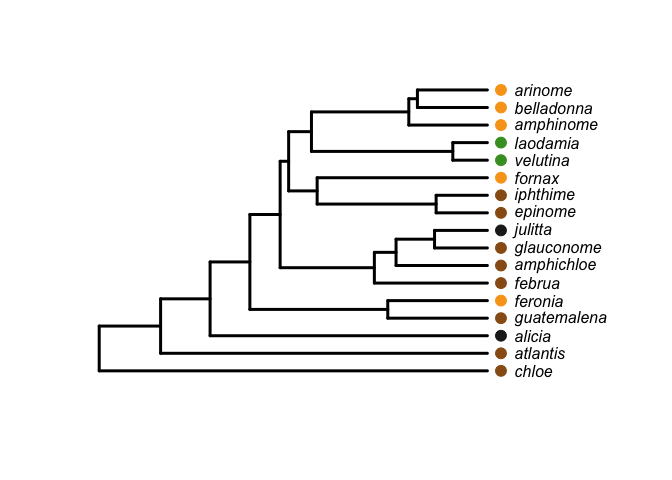 arinome
belladonna
amphinome
laodamia
velutina
fornax
iphthime
epinome
julitta
glauconome
amphichloe
februa
feronia
guatemalena
alicia
atlantis
chloe